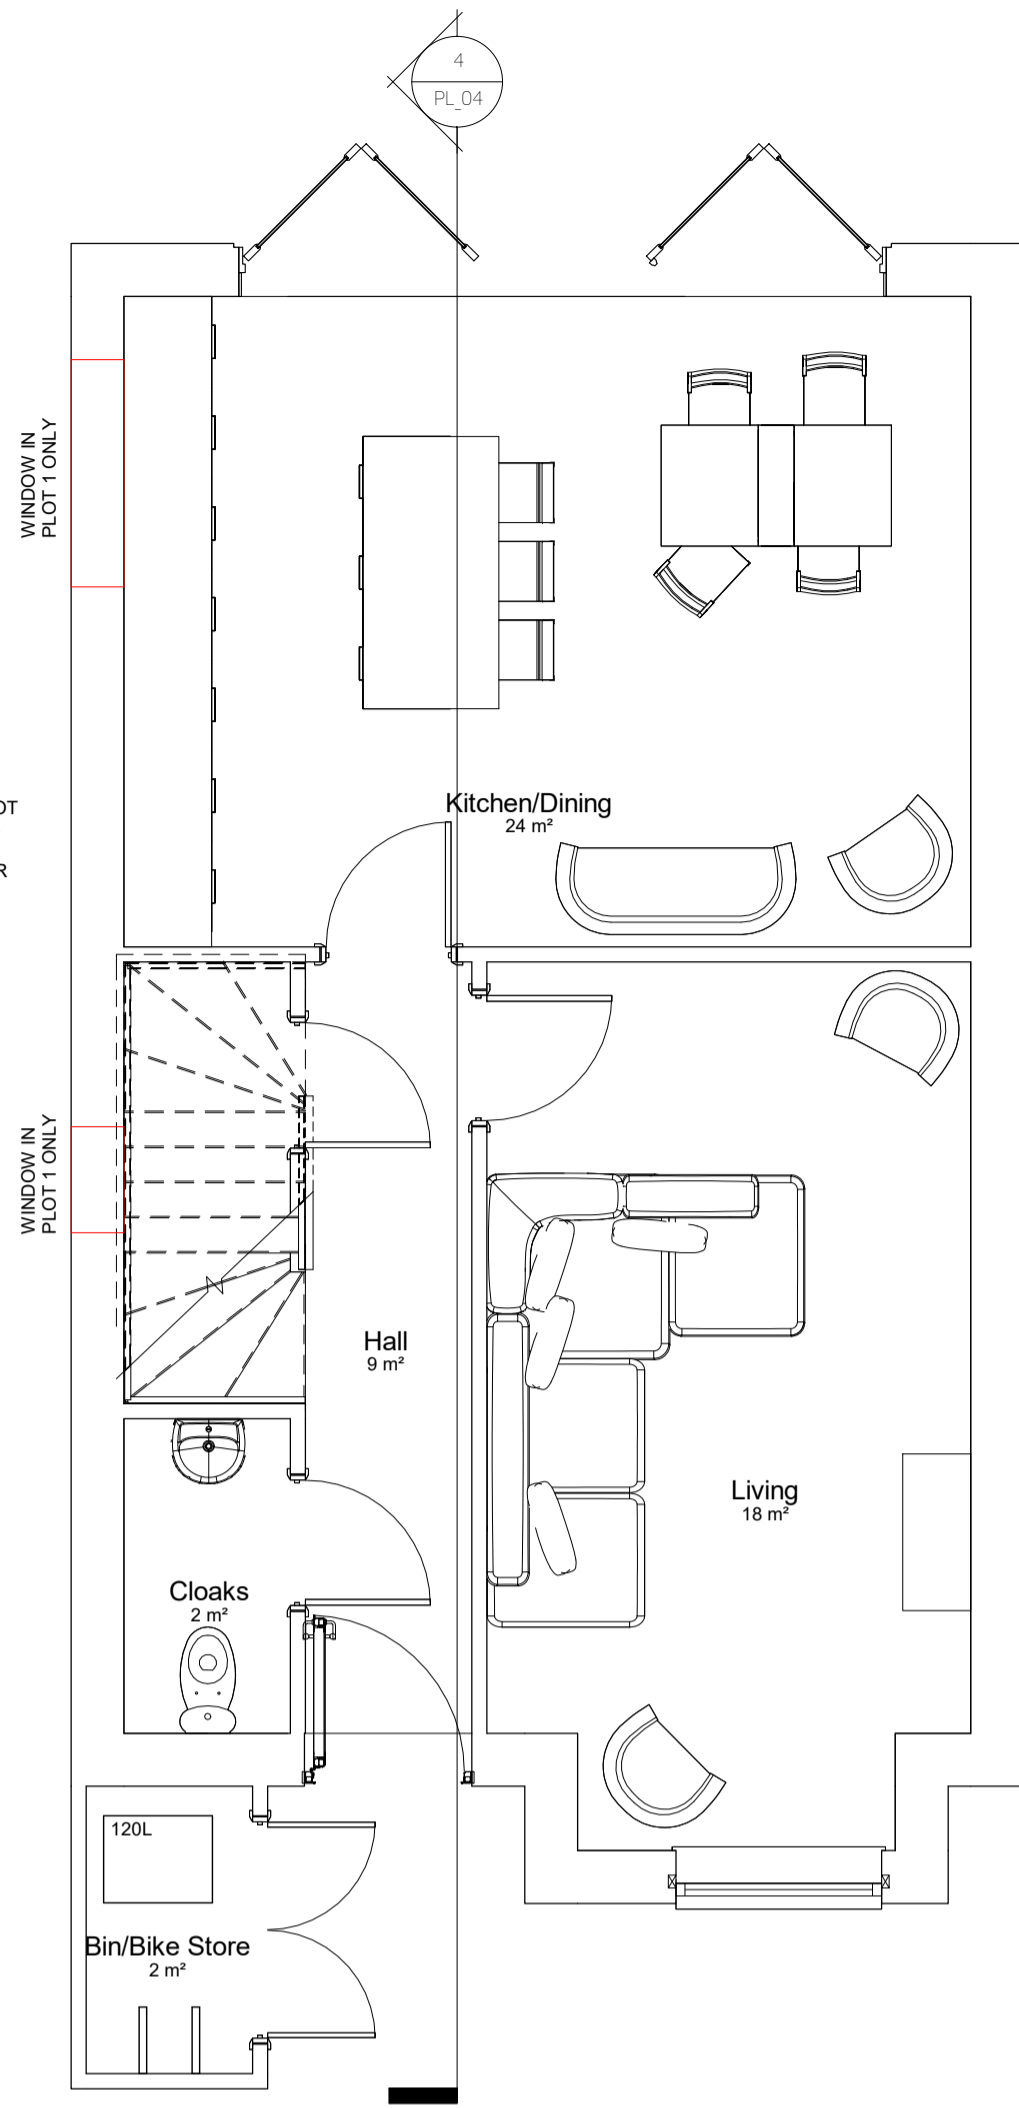 4
PL_04
WINDOW IN
PLOT 1 ONLY
OT
Kitchen/Dining
24 m²
R
WINDOW IN
PLOT 1 ONLY
Hall
9 m²
Living
18 m²
Cloaks
2 m²
120L
Bin/Bike Store
2 m²